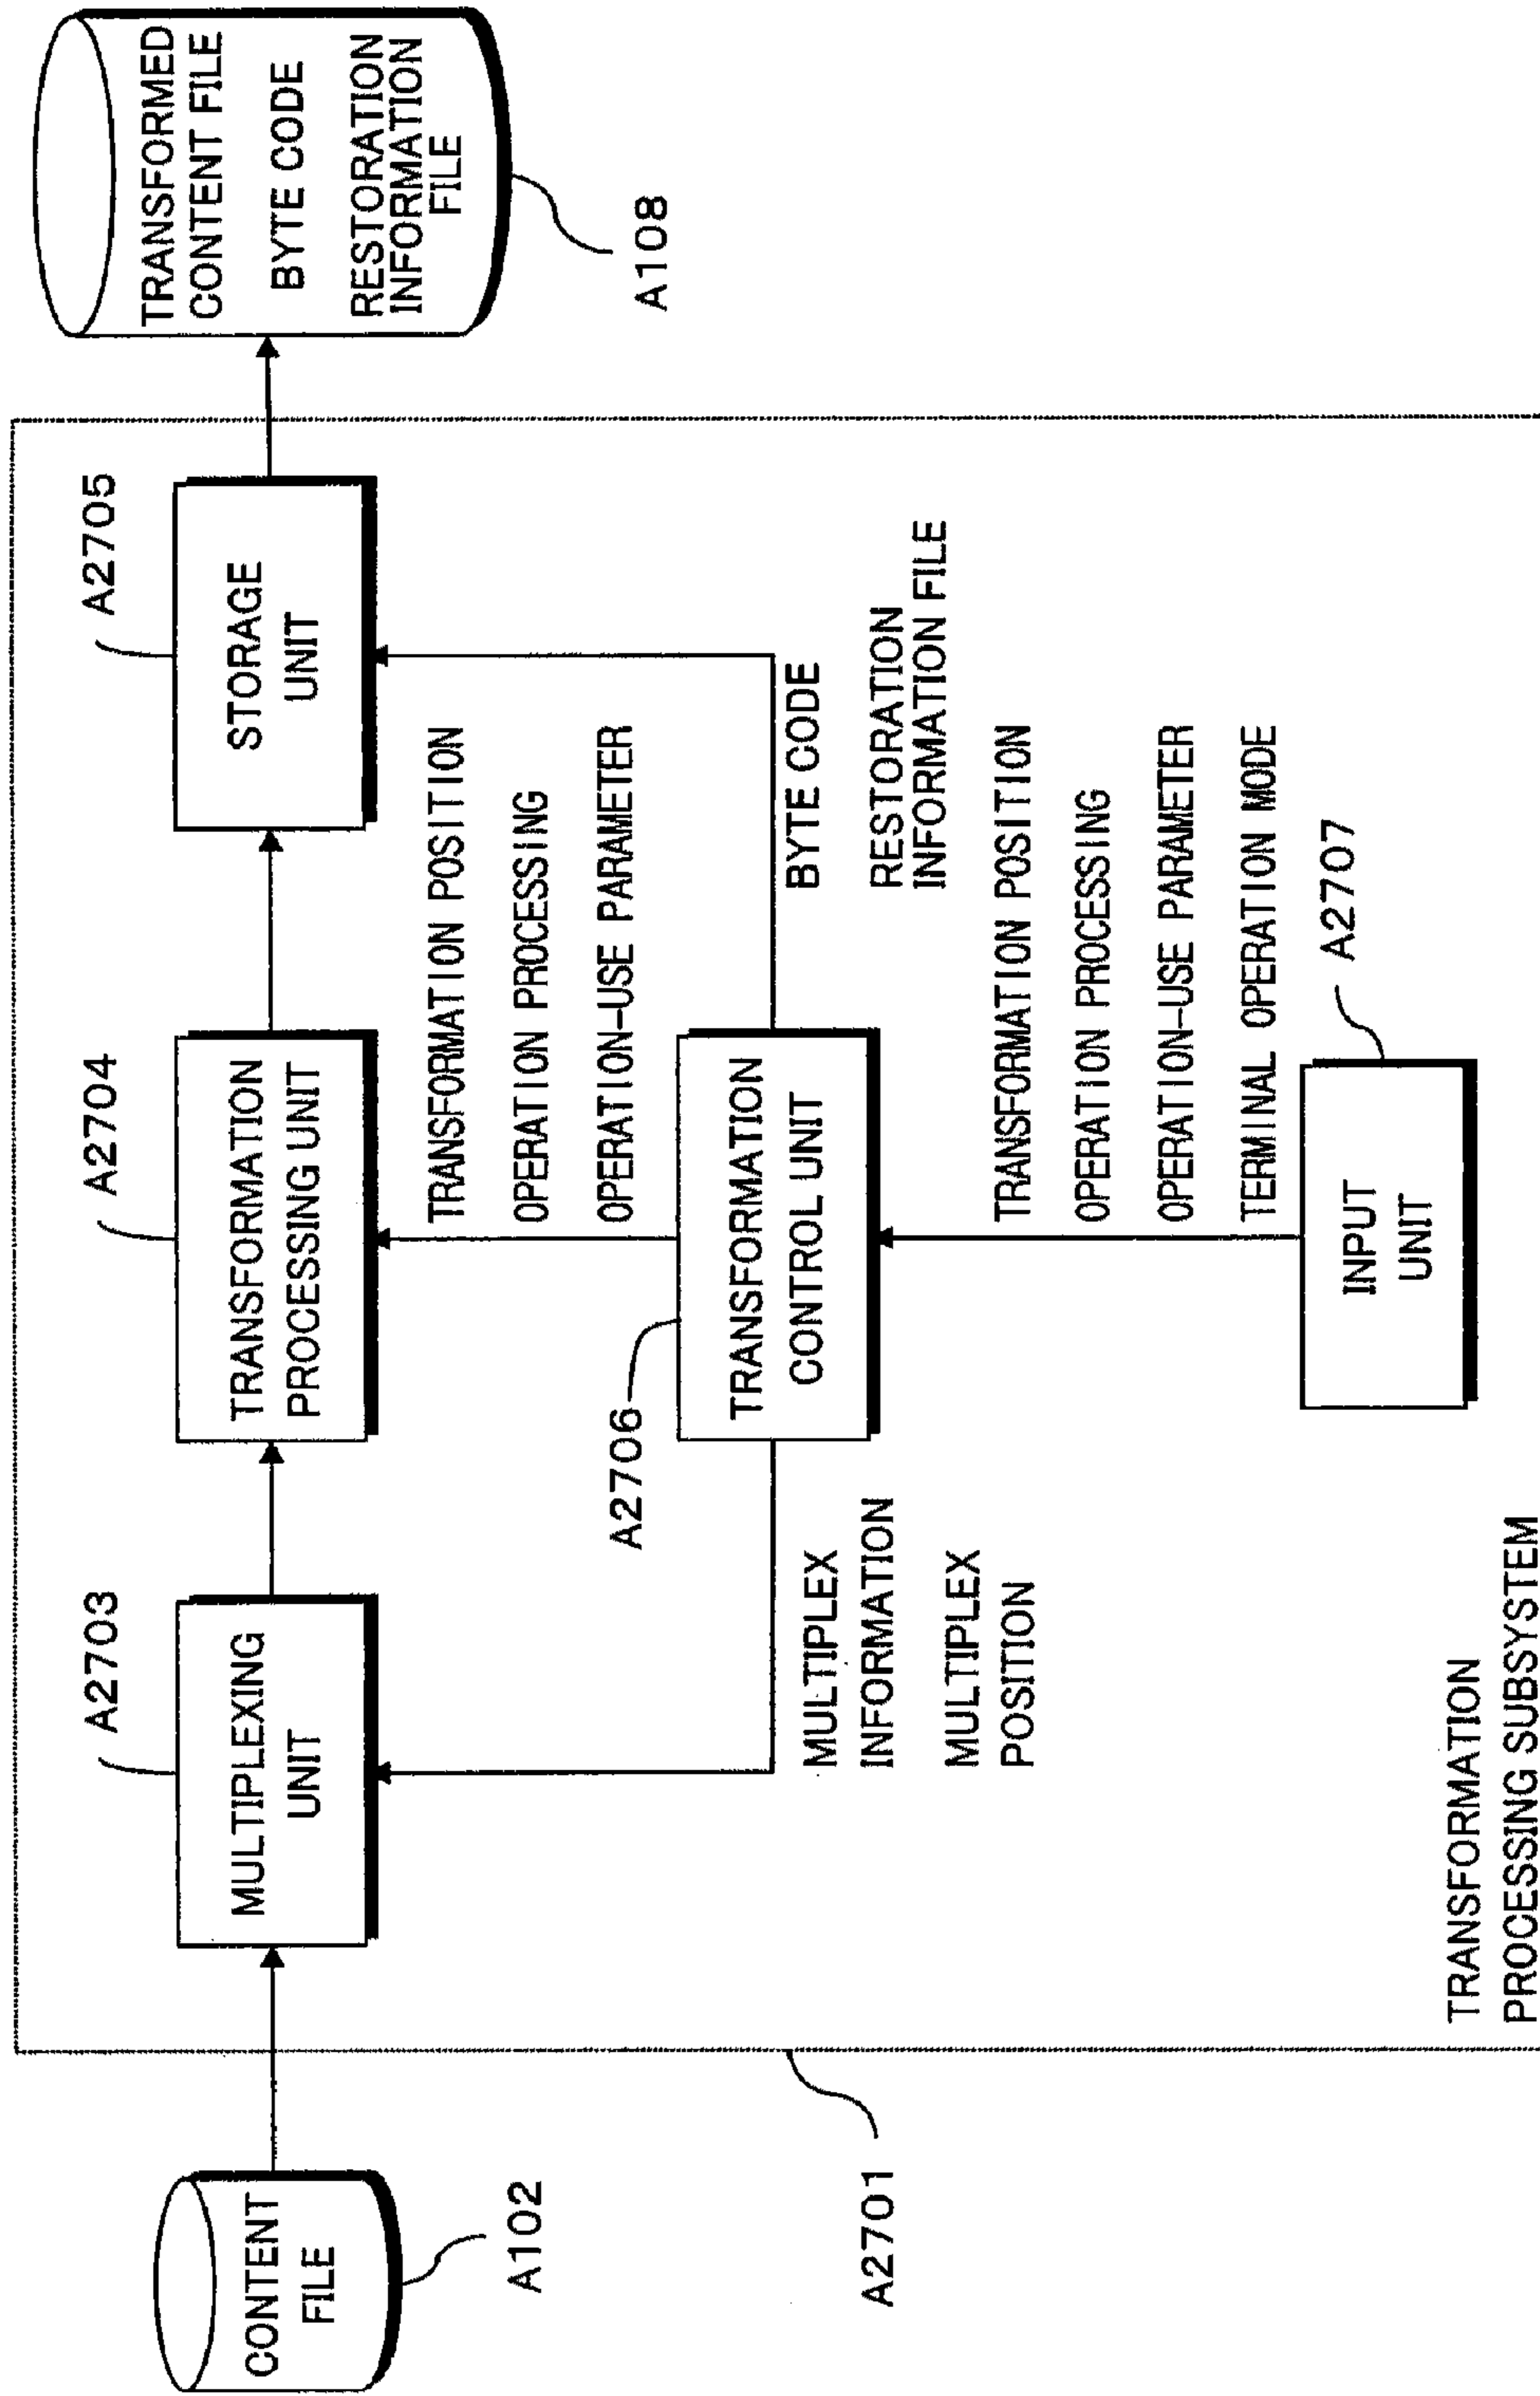 CONTENT
FILE
A102
A2701
A2703
MULTIPLEXING
UNIT
A2704
TRANSFORMATION
PROCESSING UNIT
A2705
STORAGE
UNIT
TRANSFORMED
CONTENT FILE
BYTE CODE
RESTORATION
INFORMATION
FILE
A108
TRANSFORMATION POSITION
OPERATION PROCESSING
OPERATION-USE PARAMETER
A2706
TRANSFORMATION
CONTROL UNIT
MULTIPLEX
INFORMATION
MULTIPLEX
POSITION
BYTE CODE
RESTORATION
INFORMATION FILE
TRANSFORMATION POSITION
OPERATION PROCESSING
OPERATION-USE PARAMETER
TERMINAL OPERATION MODE
A2707
INPUT
UNIT
TRANSFORMATION
PROCESSING SUBSYSTEM